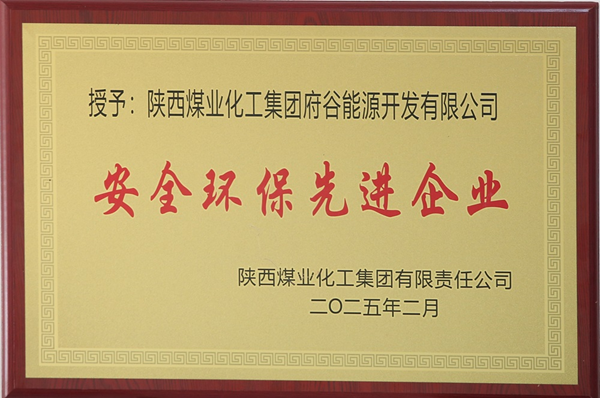 授予：陕西煤业化工集团府谷能源开发有限公司
安全环保先进企业
陕西煤业化工集团有限责任公司
二〇二五年二月